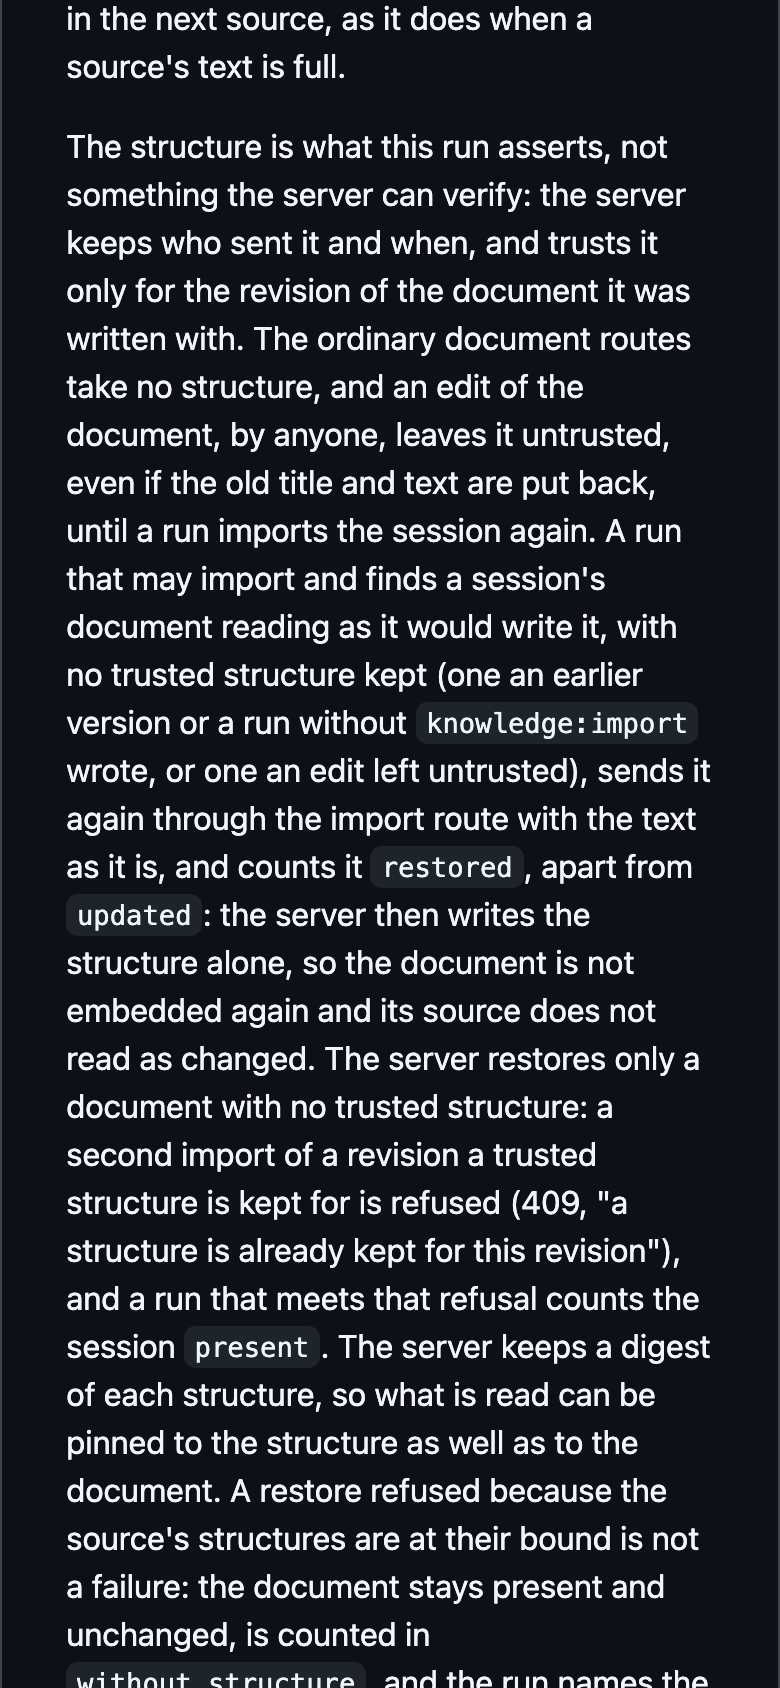 in the next source, as it does when a
source's text is full.
The structure is what this run asserts, not
something the server can verify: the server
keeps who sent it and when, and trusts it
only for the revision of the document it was
written with. The ordinary document routes
take no structure, and an edit of the
document, by anyone, leaves it untrusted,
even if the old title and text are put back,
until a run imports the session again. A run
that may import and finds a session's
document reading as it would write it, with
no trusted structure kept (one an earlier
version or a run without knowledge:import
wrote, or one an edit left untrusted), sends it
again through the import route with the text
as it is, and counts it restored, apart from
updated: the server then writes the
structure alone, so the document is not
embedded again and its source does not
read as changed. The server restores only a
document with no trusted structure: a
second import of a revision a trusted
structure is kept for is refused (409, "a
structure is already kept for this revision"),
and a run that meets that refusal counts the
session present. The server keeps a digest
of each structure, so what is read can be
pinned to the structure as well as to the
document. A restore refused because the
source's structures are at their bound is not
a failure: the document stays present and
unchanged, is counted in
without_structure, and the run names the